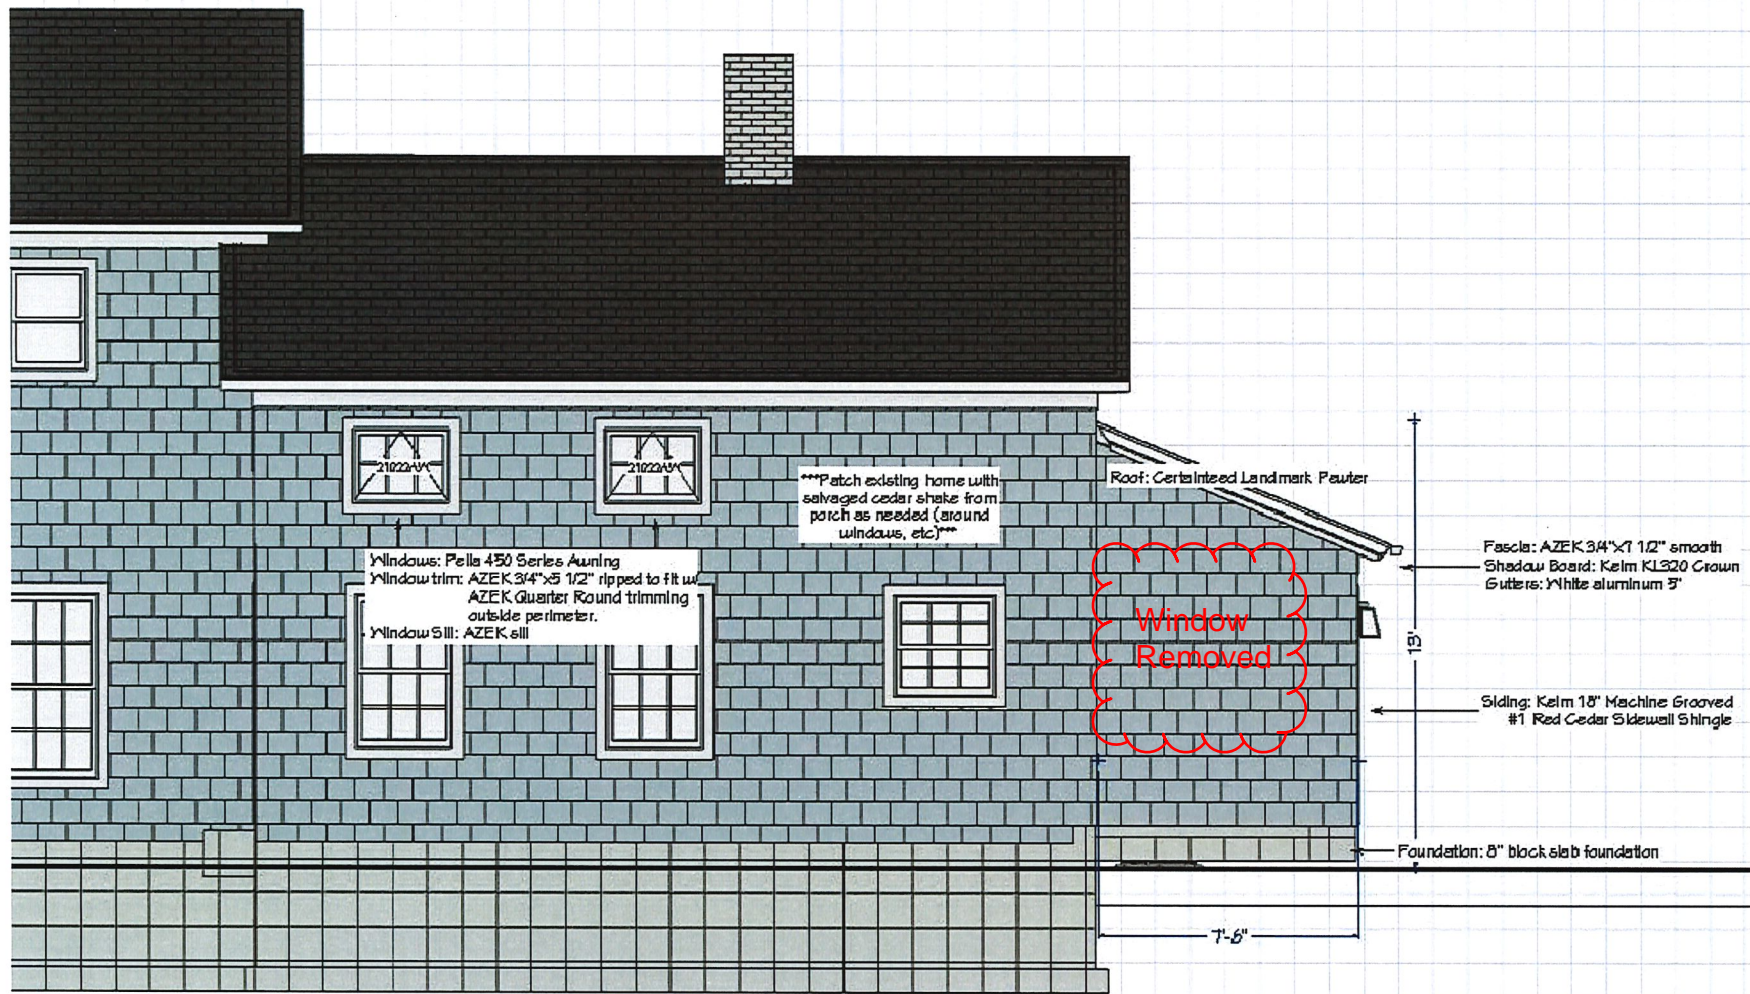 21022AWN
21022AWN
***Patch existing home with
salvaged cedar shake from
porch as needed (around
windows, etc)***
Roof: Certainteed Landmark Pewter
Windows: Pella 450 Series Awning
Window trim: AZEK 3/4"x5 1/2" ripped to fit w/
AZEK Quarter Round trimming
outside perimeter.
Window Sill: AZEK sill
Fascia: AZEK 3/4"x7 1/2" smooth
Shadow Board: Kelm KL320 Crown
Gutters: White aluminum 5"
Window
Removed
13'
Siding: Kelm 18" Machine Grooved
#1 Red Cedar Sidewall Shingle
Foundation: 8" block slab foundation
7'-6"